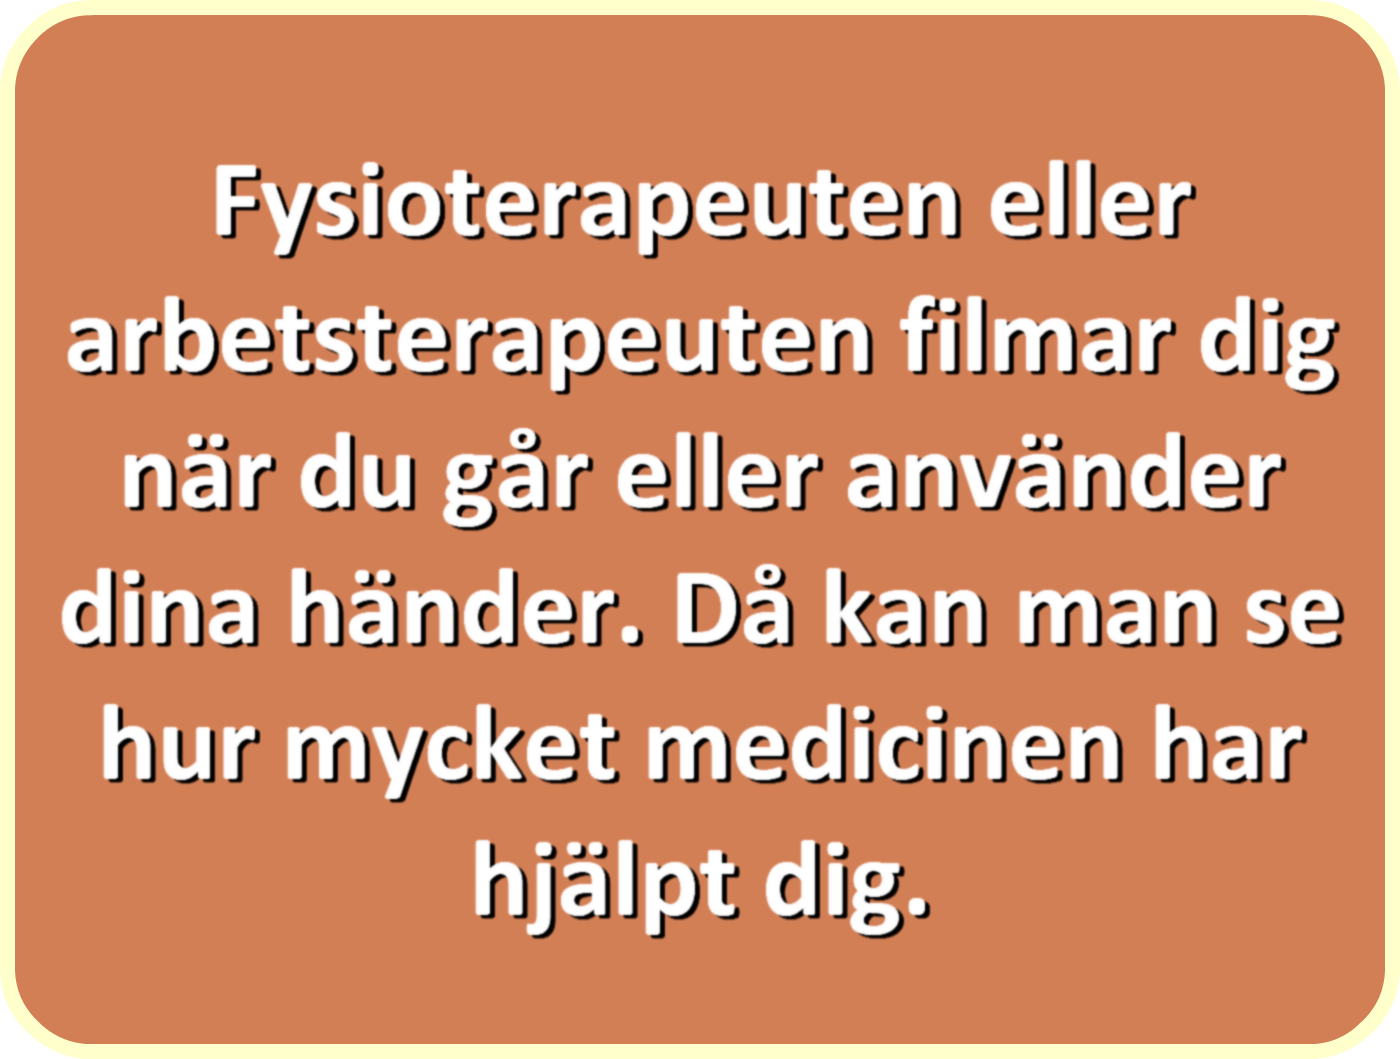 Fysioterapeuten eller
arbetsterapeuten filmar dig
när du går eller använder
dina händer. Då kan man se
hur mycket medicinen har
hjälpt dig.